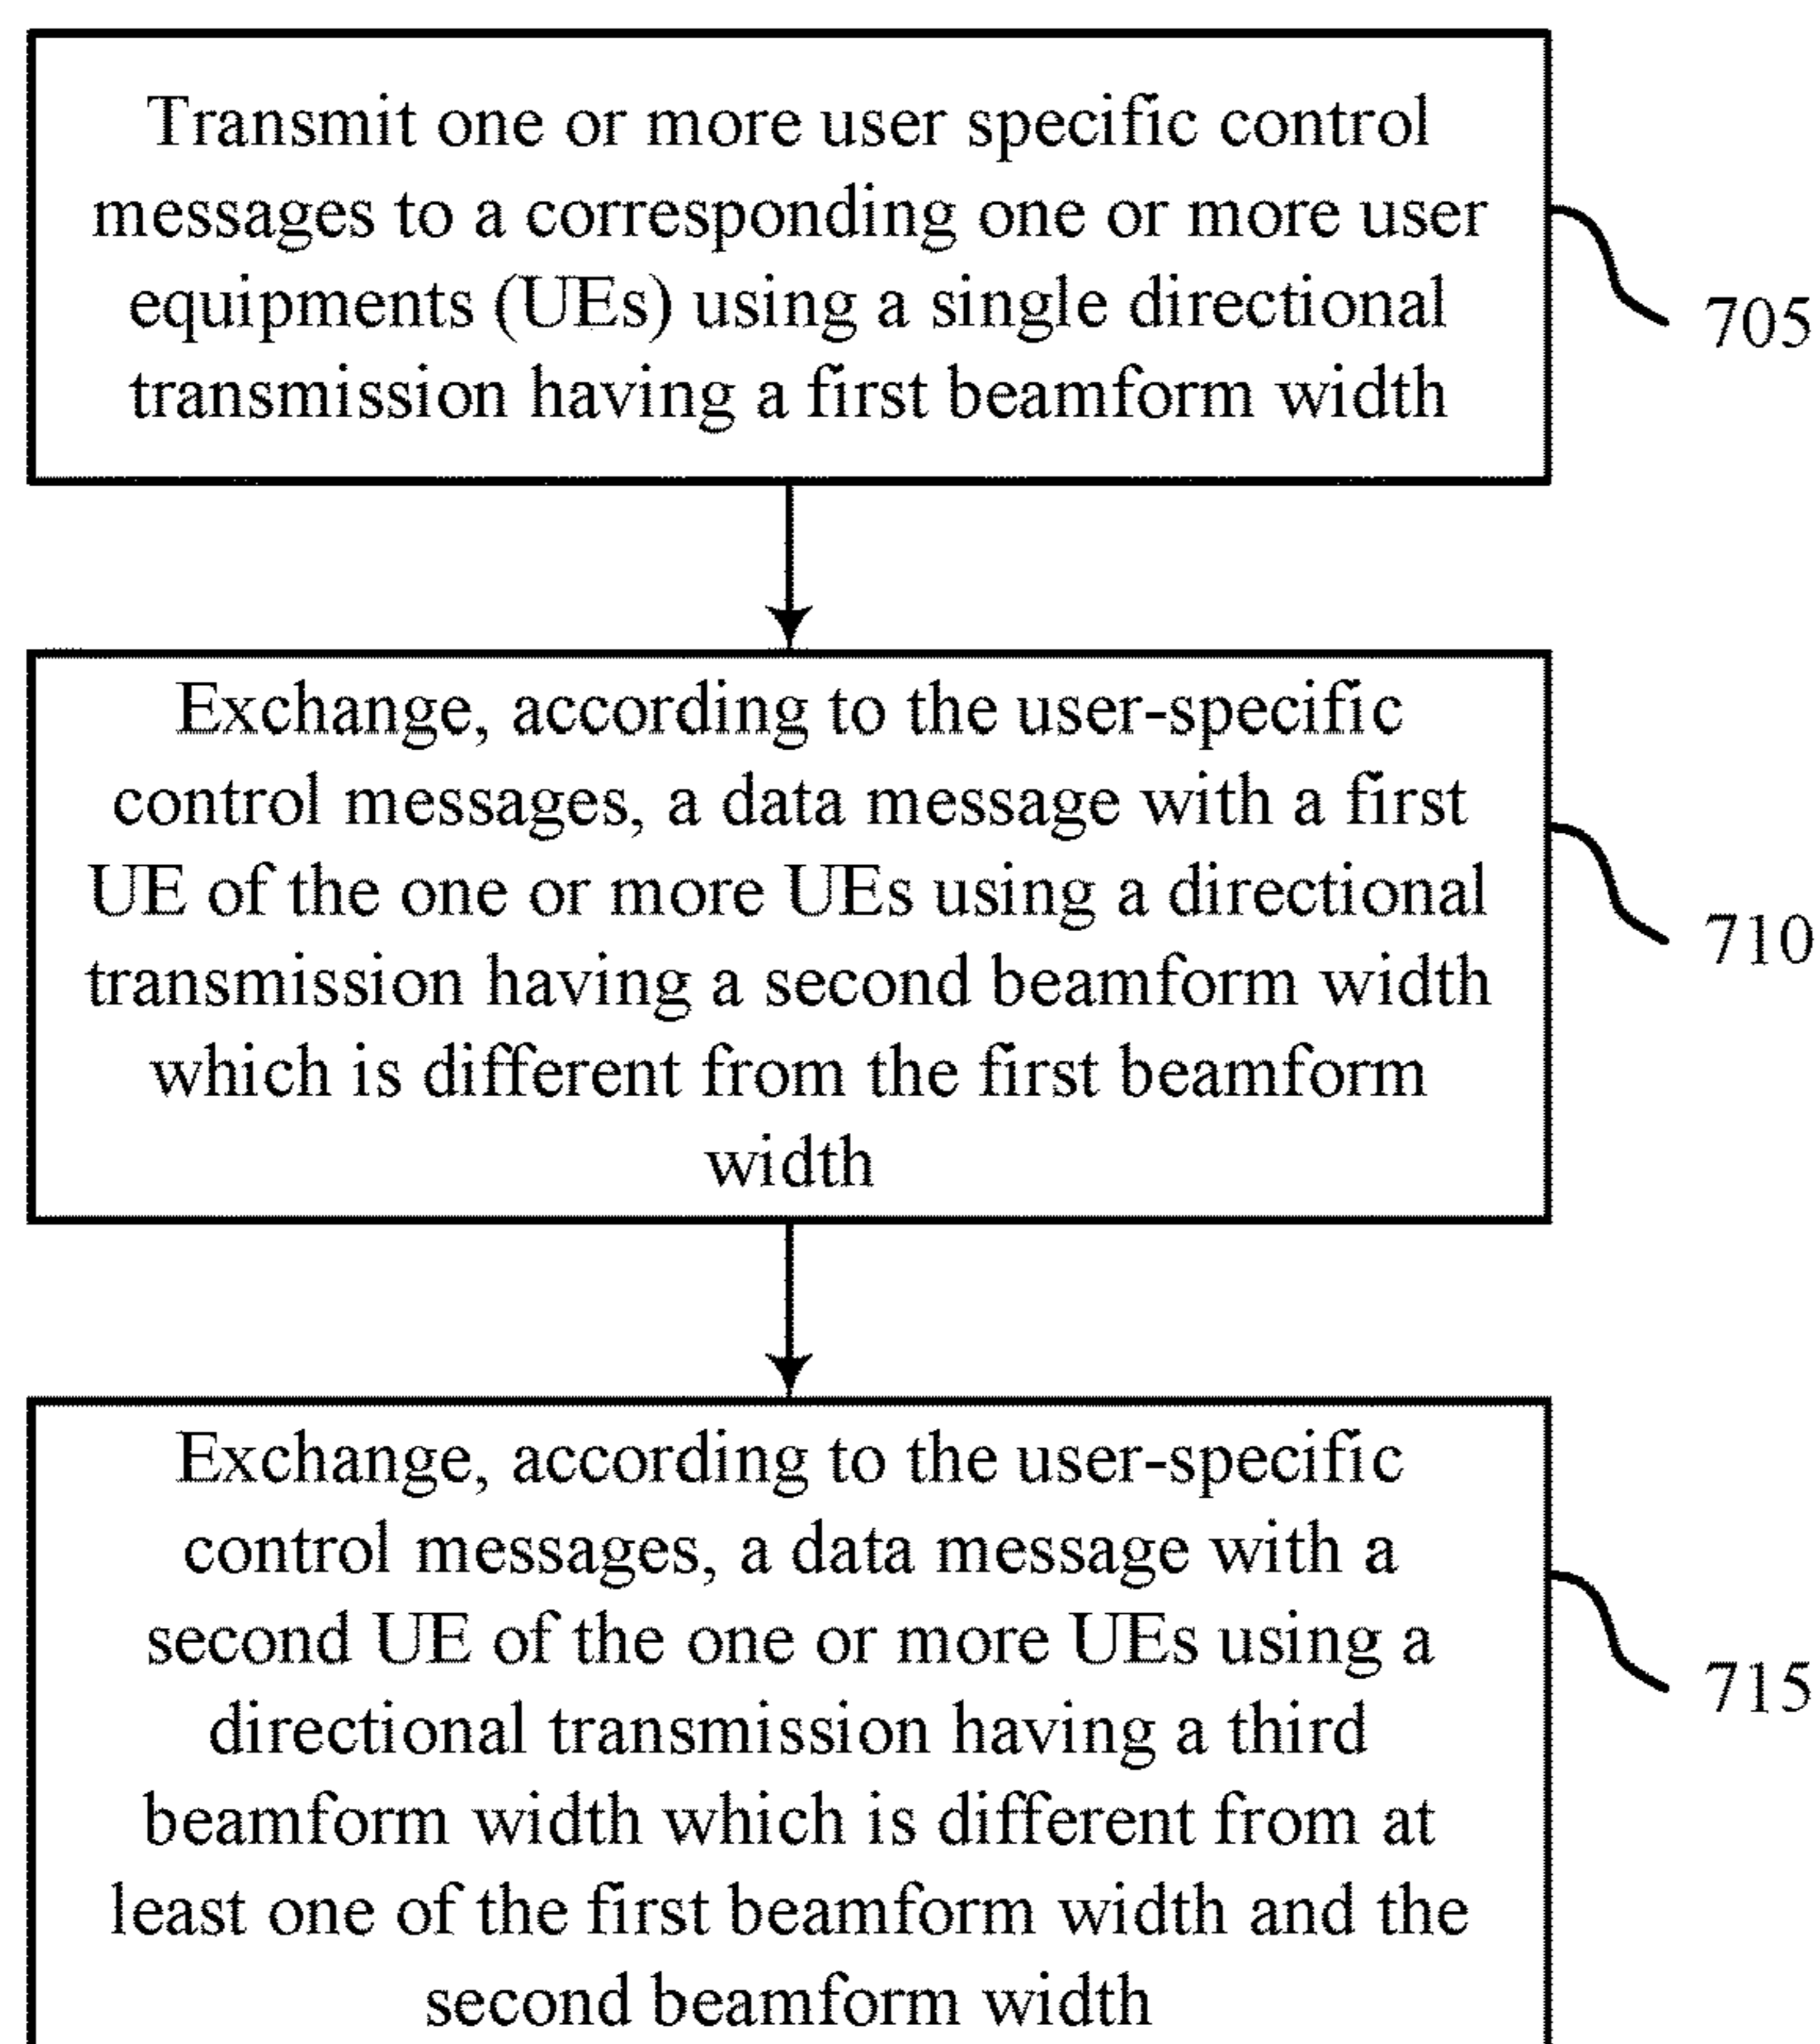 Transmit one or more user specific control
messages to a corresponding one or more user
equipments (UEs) using a single directional
transmission having a first beamform width
705
Exchange, according to the user-specific
control messages, a data message with a first
UE of the one or more UEs using a directional
transmission having a second beamform width
which is different from the first beamform
width
710
Exchange, according to the user-specific
control messages, a data message with a
second UE of the one or more UEs using a
directional transmission having a third
beamform width which is different from at
least one of the first beamform width and the
second beamform width
715